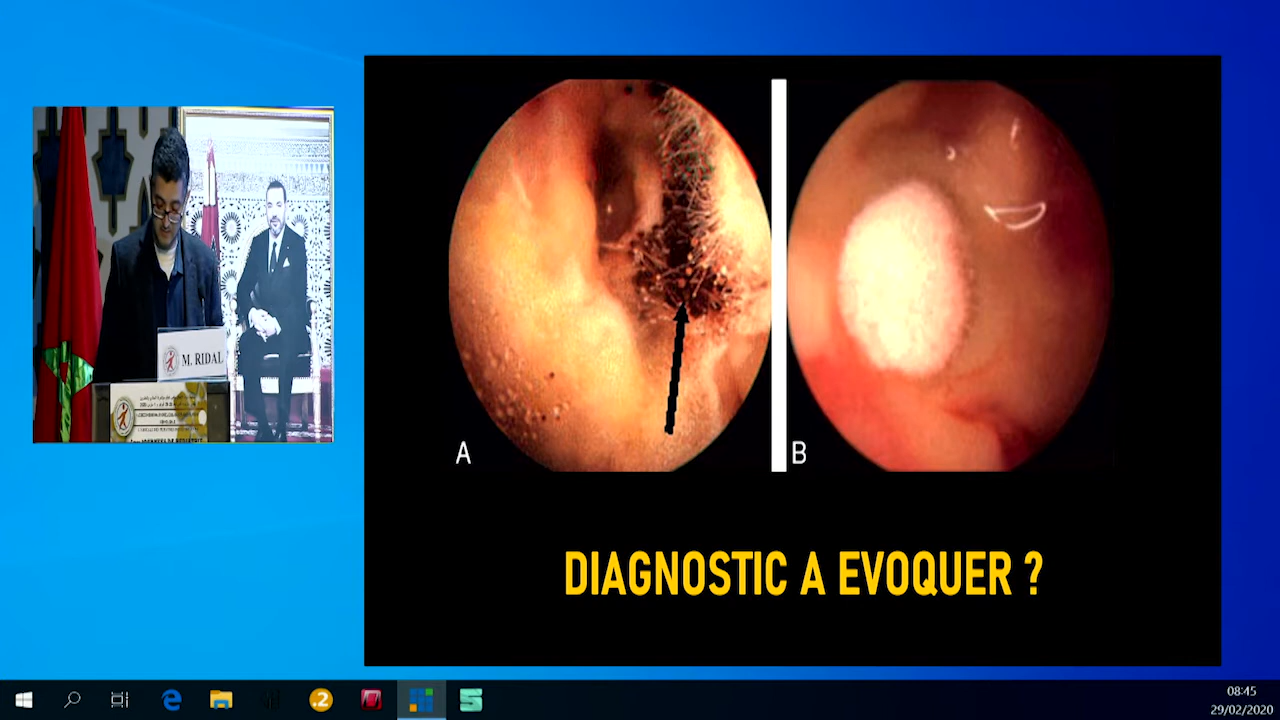 M. RIDAL
A
B
DIAGNOSTIC A EVOQUER ?
08:45
29/02/2020